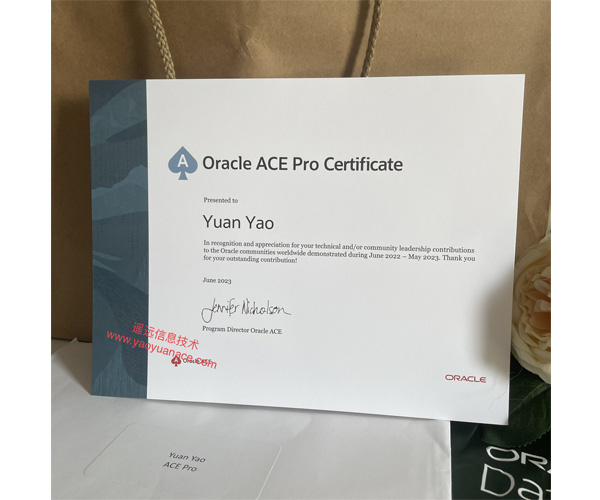 A Oracle ACE Pro Certificate
Presented to
Yuan Yao
In recognition and appreciation for your technical and/or community leadership contributions
to the Oracle communities worldwide demonstrated during June 2022 – May 2023. Thank you
for your outstanding contribution!
June 2023
Jennifer Nicholson
Program Director Oracle ACE
遥远信息技术
www.yaoyuanace.com
ORACLE
Yuan Yao
ACE Pro